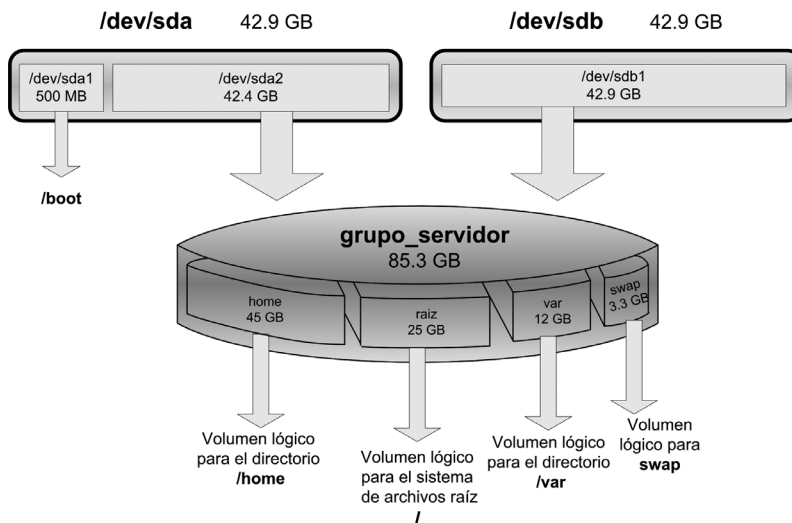 /dev/sda 42.9 GB
/dev/sdb 42.9 GB
/dev/sda1
500 MB
/dev/sda2
42.4 GB
/dev/sdb1
42.9 GB
/boot
grupo_servidor
85.3 GB
home
45 GB
raiz
25 GB
var
12 GB
swap
3.3 GB
Volumen lógico
para el directorio
/home
Volumen lógico
para el sistema
de archivos raíz
/
Volumen lógico
para el directorio
/var
Volumen
lógico para
swap